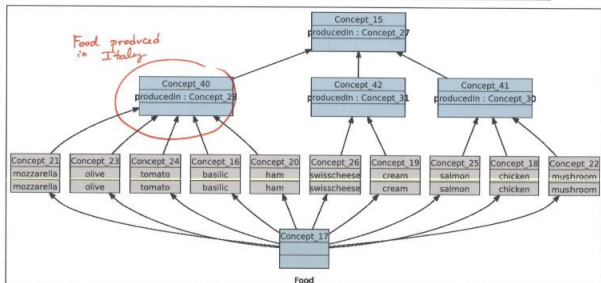 Concept_15
producedIn : Concept_27
Food produced
in Italy
Concept_40
producedIn : Concept_28
Concept_42
producedIn : Concept_31
Concept_41
producedIn : Concept_30
Concept_21
mozzarella
mozzarella
Concept_23
olive
olive
Concept_24
tomato
tomato
Concept_16
basilic
basilic
Concept_20
ham
ham
Concept_26
swisscheese
swisscheese
Concept_19
cream
cream
Concept_25
salmon
salmon
Concept_18
chicken
chicken
Concept_22
mushroom
mushroom
Concept_17
Food